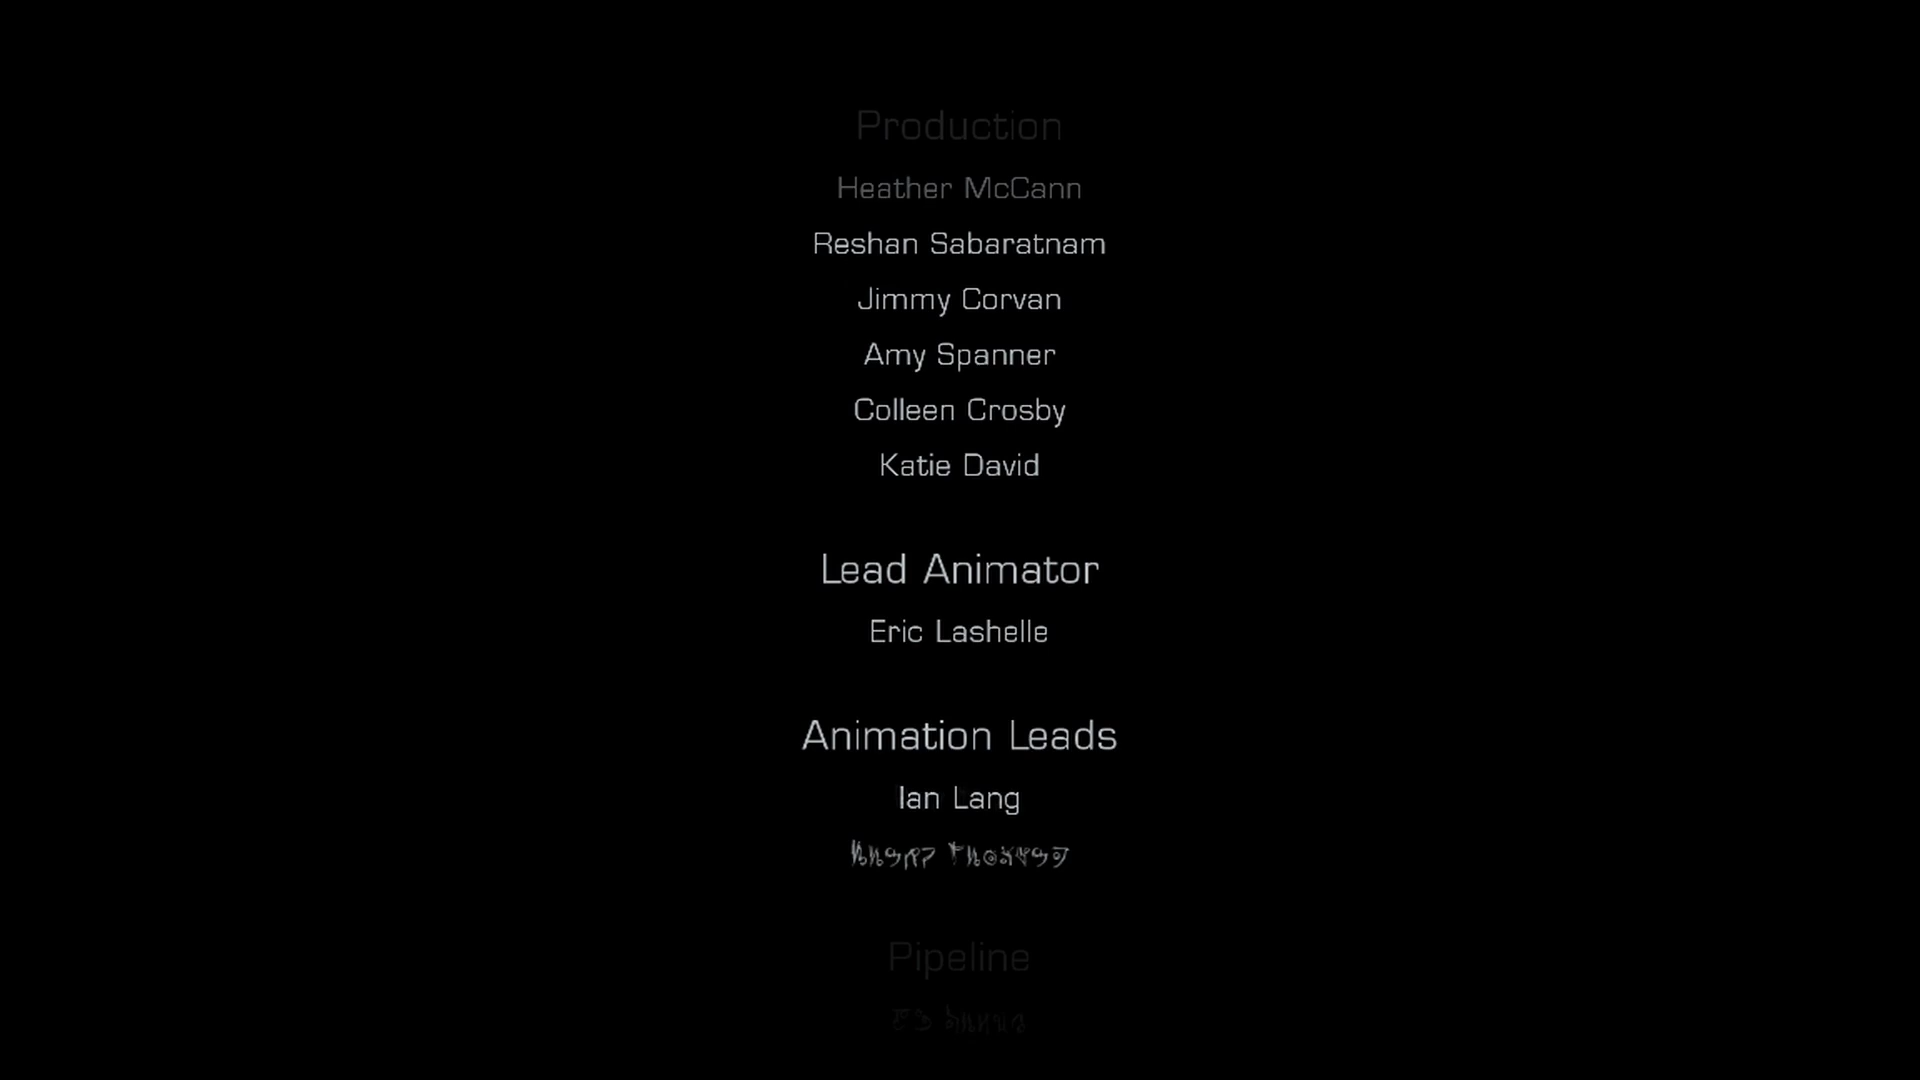 Production
Heather McCann
Reshan Sabaratnam
Jimmy Corvan
Amy Spanner
Colleen Crosby
Katie David
Lead Animator
Eric Lashelle
Animation Leads
Ian Lang
Pipeline